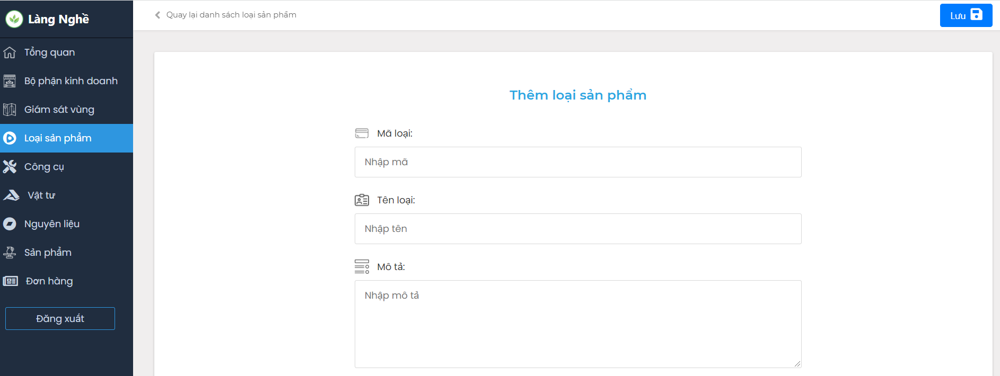 Làng Nghề
Tổng quan
Bộ phận kinh doanh
Giám sát vùng
Loại sản phẩm
Công cụ
Vật tư
Nguyên liệu
Sản phẩm
Đơn hàng
Đăng xuất
Quay lại danh sách loại sản phẩm
Lưu
Thêm loại sản phẩm
Mã loại:
Nhập mã
Tên loại:
Nhập tên
Mô tả:
Nhập mô tả